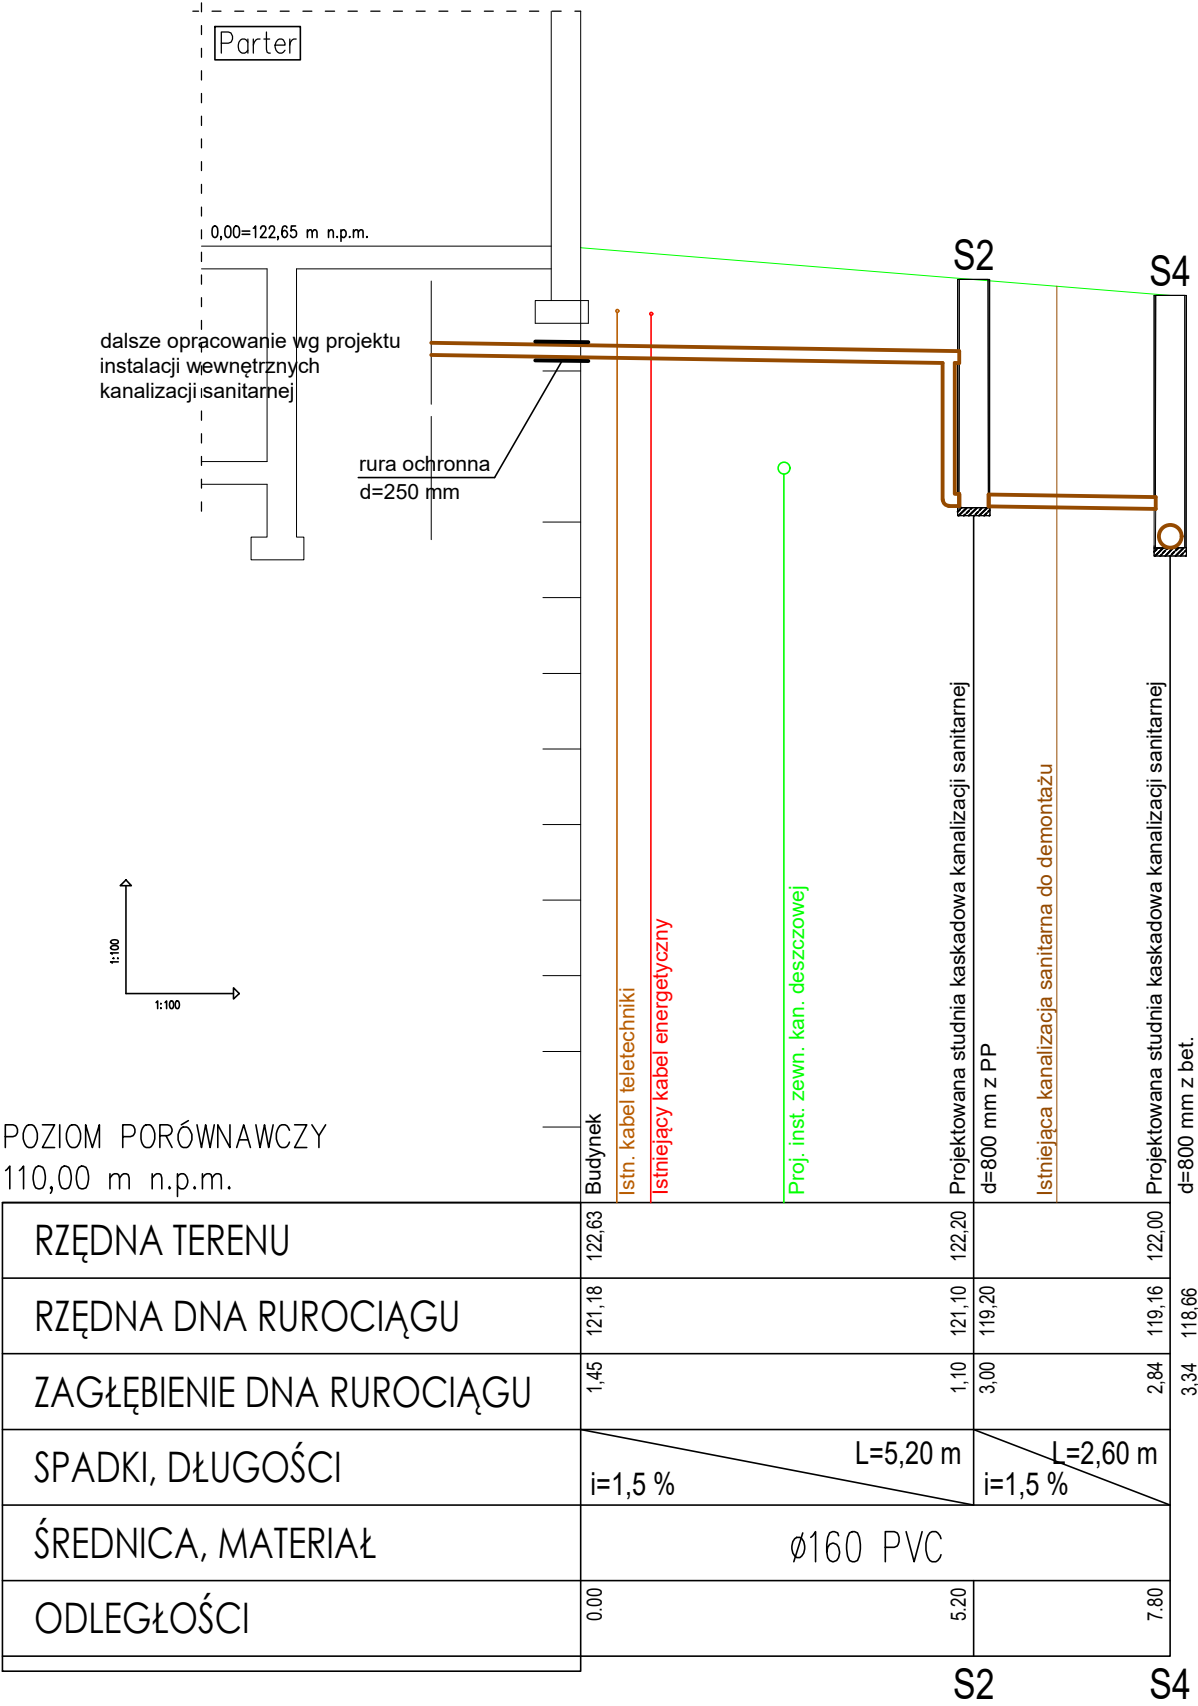 Parter
0,00=122,65 m n.p.m.
S2
S4
dalsze opracowanie wg projektu
instalacji wewnętrznych
kanalizacji sanitarnej
rura ochronna
d=250 mm
1:100
1:100
Budynek
Istn. kabel teletechniki
Istniejący kabel energetyczny
Proj. inst. zewn. kan. deszczowej
Projektowana studnia kaskadowa kanalizacji sanitarnej
d=800 mm z PP
Istniejąca kanalizacja sanitarna do demontażu
Projektowana studnia kaskadowa kanalizacji sanitarnej
d=800 mm z bet.
POZIOM PORÓWNAWCZY
110,00 m n.p.m.
RZĘDNA TERENU
122,63
122,20
122,00
RZĘDNA DNA RUROCIĄGU
121,18
121,10
119,20
119,16
118,66
ZAGŁĘBIENIE DNA RUROCIĄGU
1,45
1,10
3,00
2,84
3,34
SPADKI, DŁUGOŚCI
i=1,5 %
L=5,20 m
i=1,5 %
L=2,60 m
ŚREDNICA, MATERIAŁ
ø160 PVC
ODLEGŁOŚCI
0.00
5.20
7.80
S2
S4